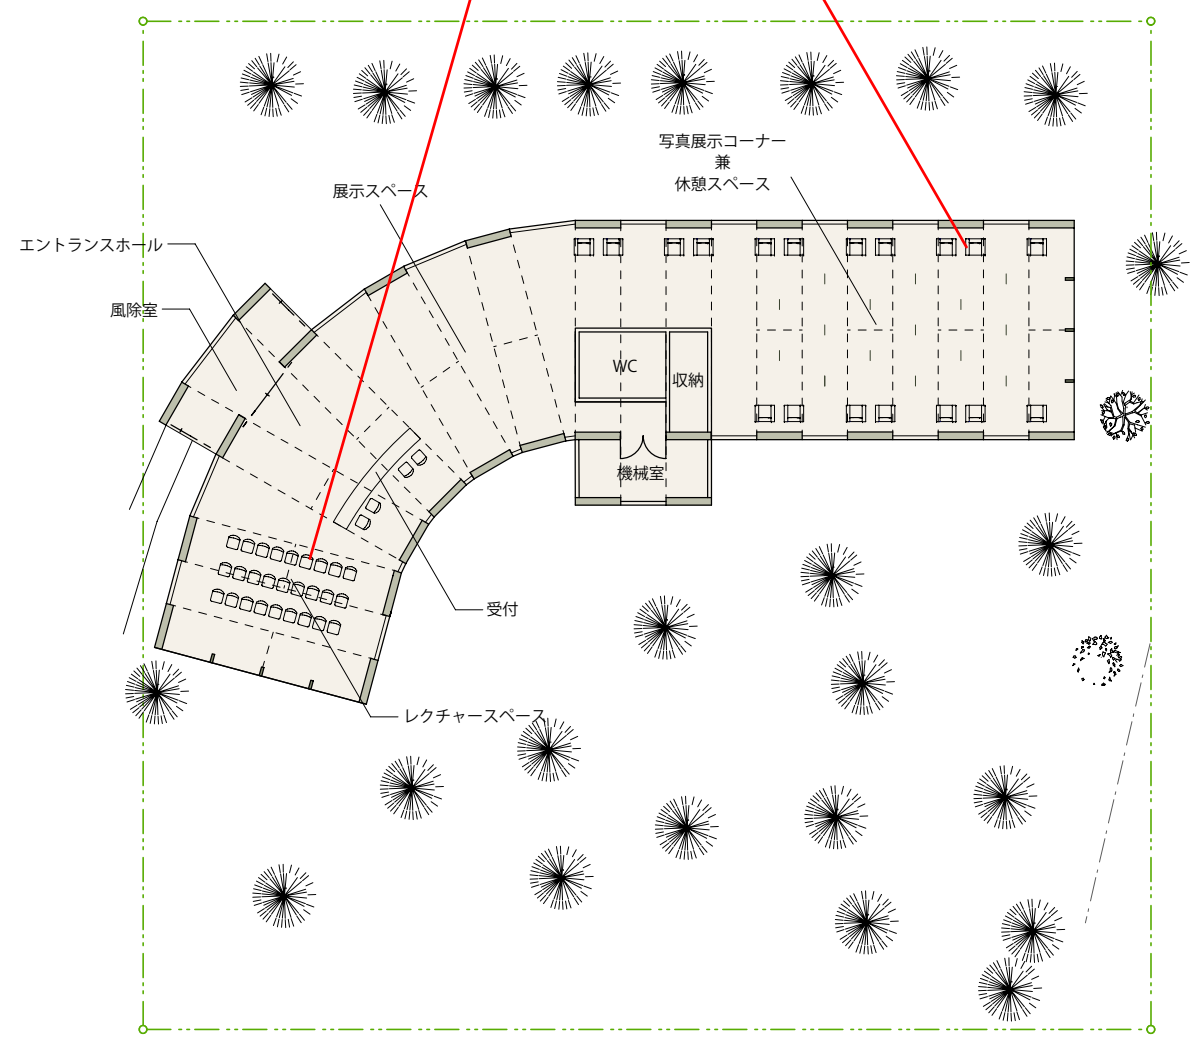 写真展示コーナー
兼
休憩スペース
展示スペース
エントランスホール
風除室
WC
収納
機械室
受付
レクチャースペース